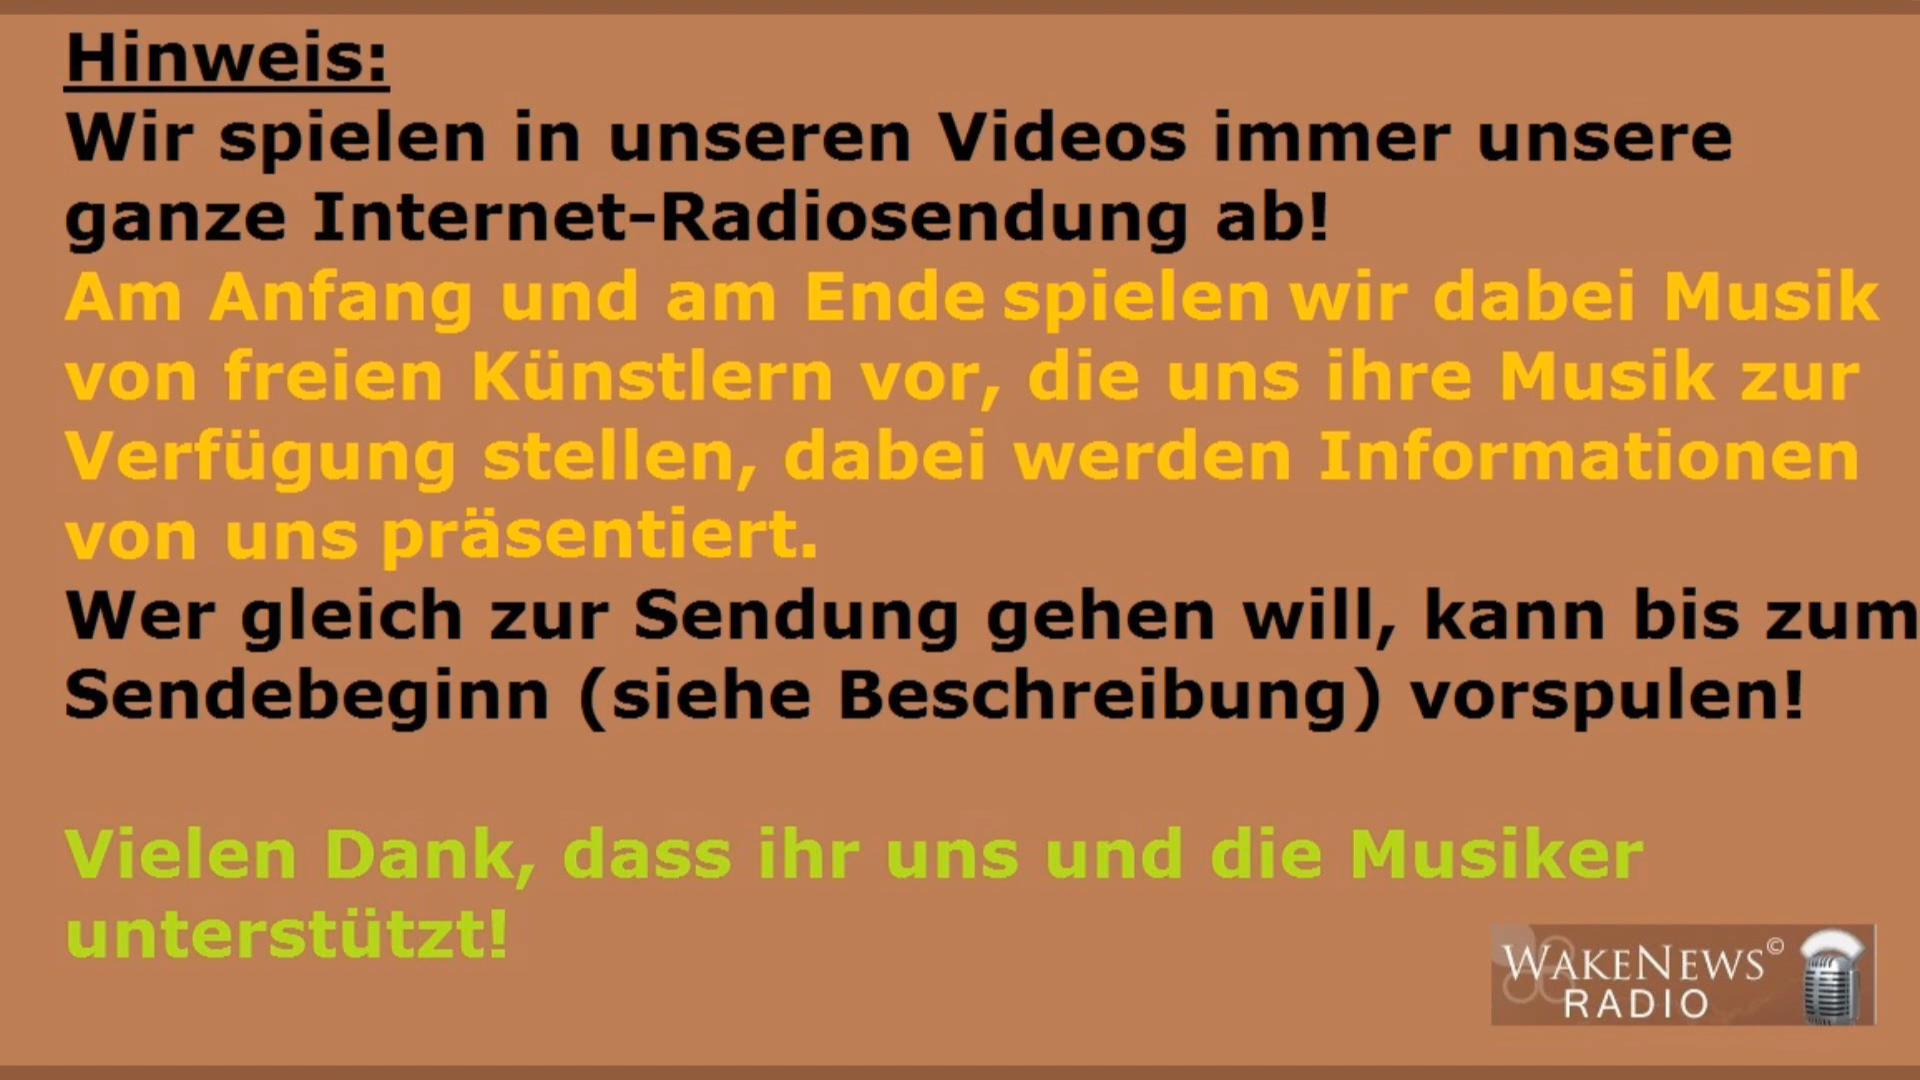 Hinweis:
Wir spielen in unseren Videos immer unsere
ganze Internet-Radiosendung ab!
Am Anfang und am Ende spielen wir dabei Musik
von freien Künstlern vor, die uns ihre Musik zur
Verfügung stellen, dabei werden Informationen
von uns präsentiert.
Wer gleich zur Sendung gehen will, kann bis zum
Sendebeginn (siehe Beschreibung) vorspulen!
Vielen Dank, dass ihr uns und die Musiker
unterstützt!
WAKENEWS©
RADIO